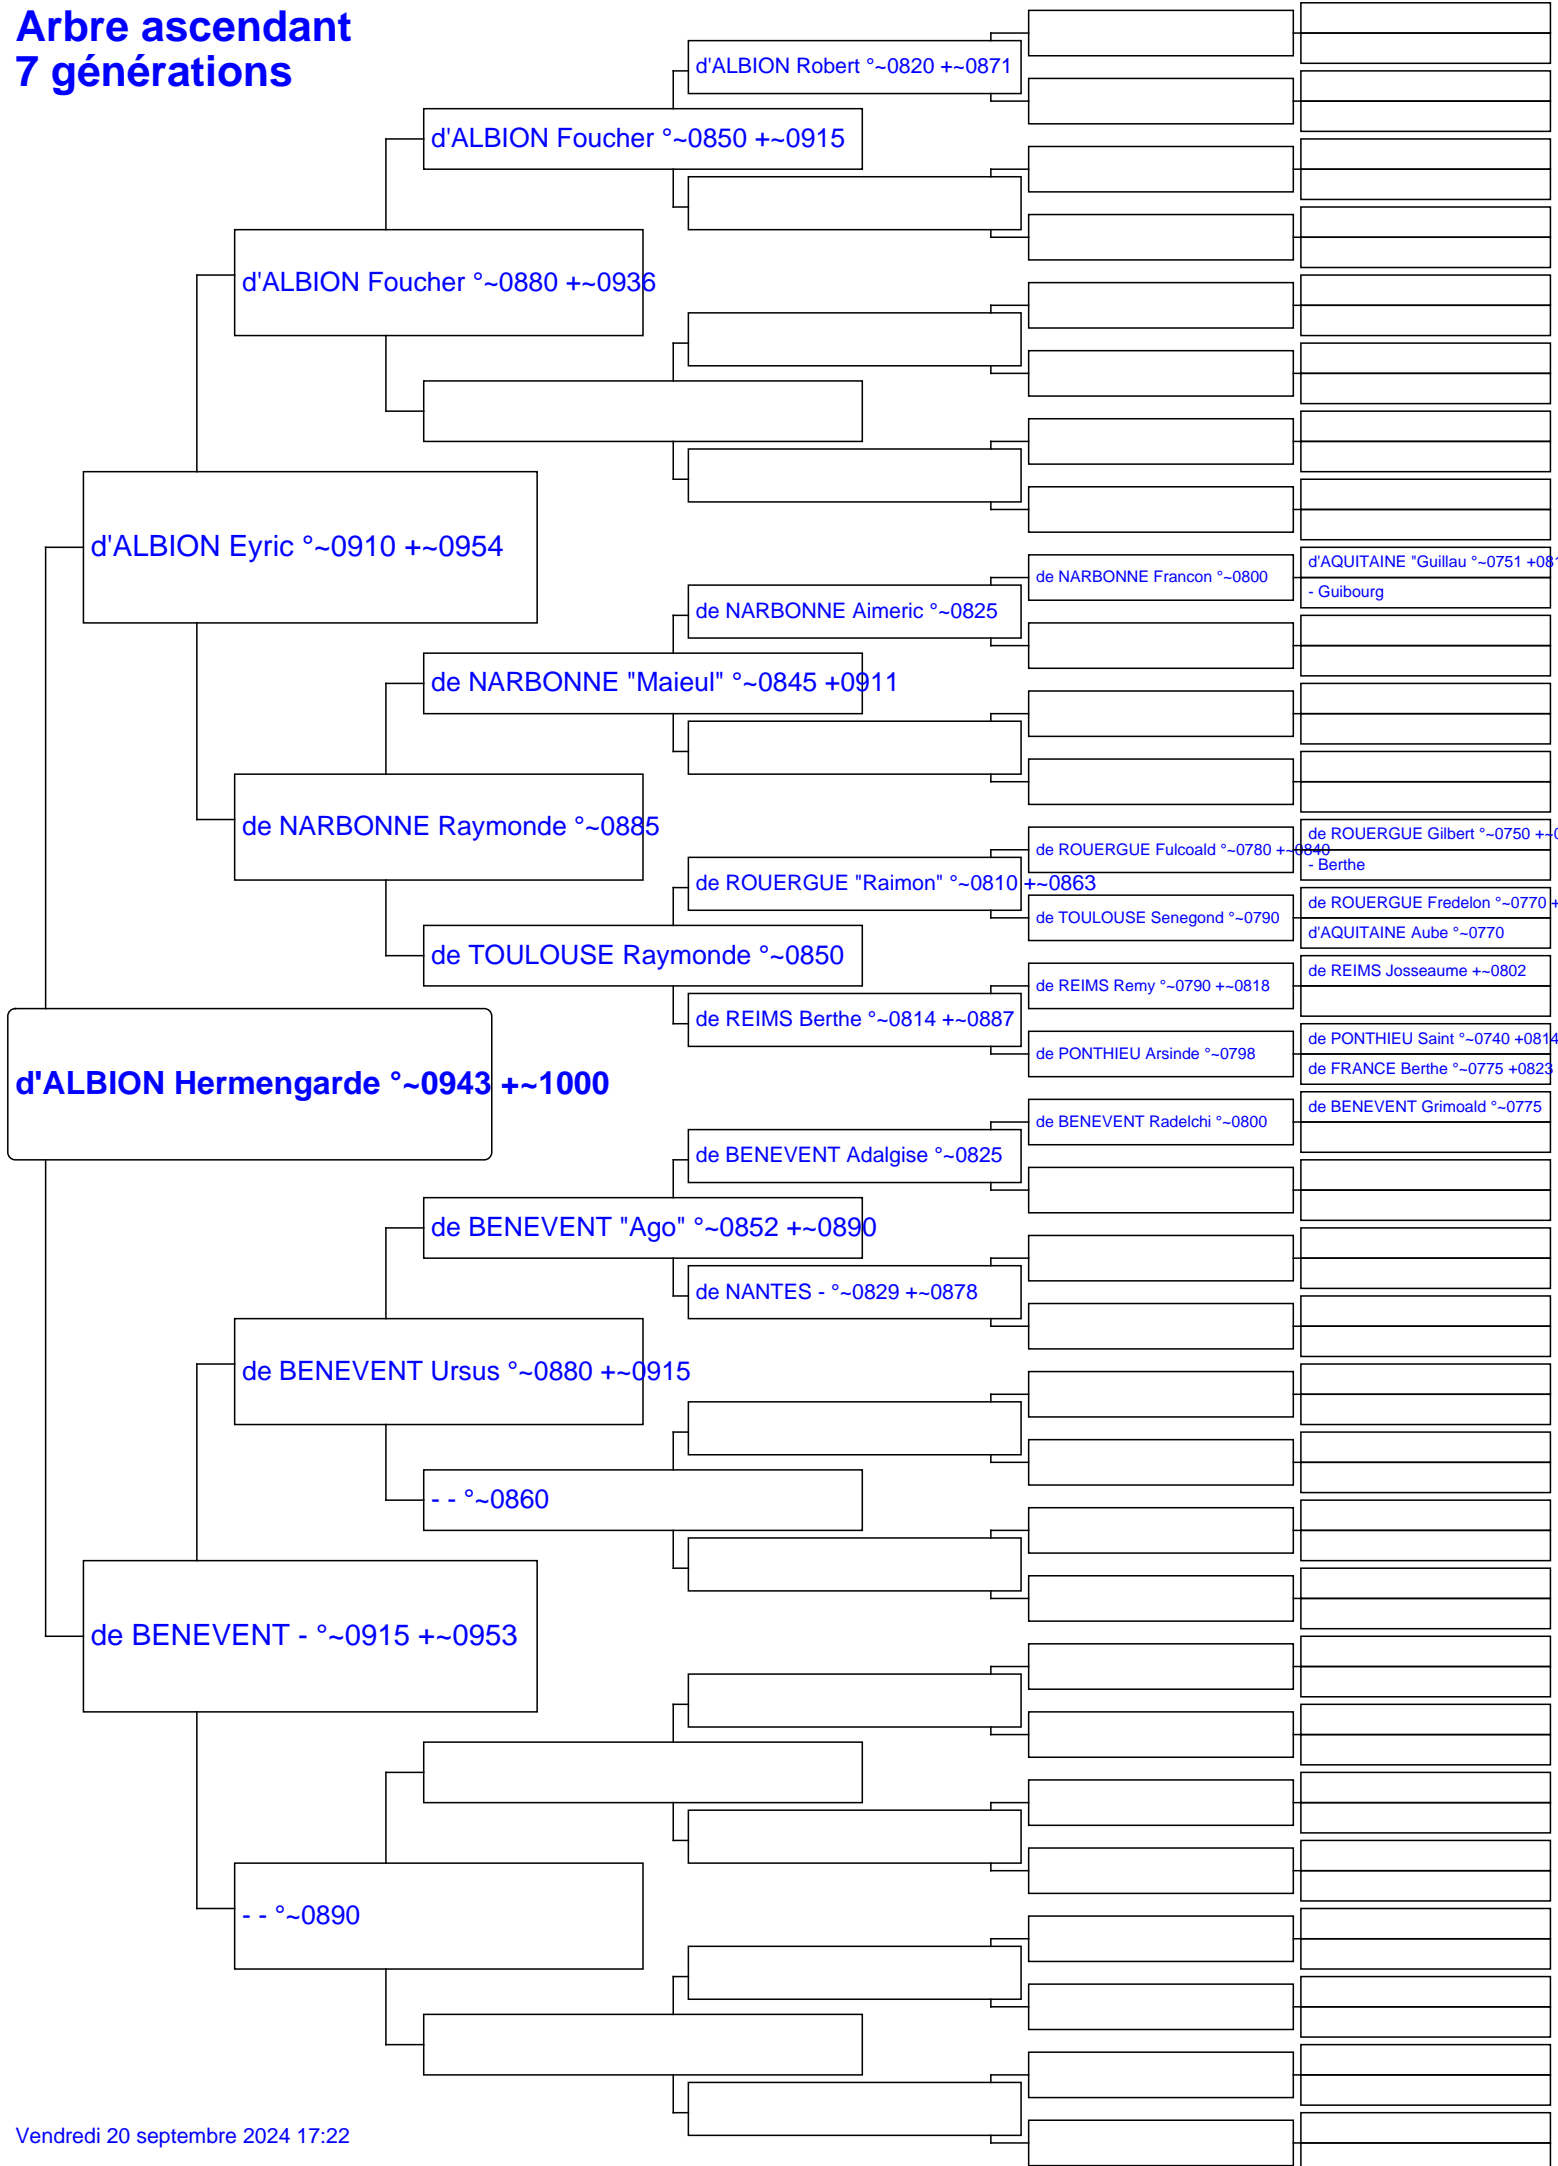 Arbre ascendant
7 générations
d'ALBION Robert °~0820 +~0871
d'ALBION Foucher °~0850 +~0915
d'ALBION Foucher °~0880 +~0936
d'ALBION Eyric °~0910 +~0954
d'AQUITAINE "Guillau °~0751 +081
de NARBONNE Francon °~0800
- Guibourg
de NARBONNE Aimeric °~0825
de NARBONNE "Maieul" °~0845 +0911
de NARBONNE Raymonde °~0885
de ROUERGUE Gilbert °~0750 +~0
de ROUERGUE Fulcoald °~0780 +~0840
- Berthe
de ROUERGUE "Raimon" °~0810 +~0863
de ROUERGUE Fredelon °~0770 +
de TOULOUSE Senegond °~0790
d'AQUITAINE Aube °~0770
de TOULOUSE Raymonde °~0850
de REIMS Josseaume +~0802
de REIMS Remy °~0790 +~0818
de REIMS Berthe °~0814 +~0887
de PONTHIEU Saint °~0740 +0814
de PONTHIEU Arsinde °~0798
de FRANCE Berthe °~0775 +0823
d'ALBION Hermengarde °~0943 +~1000
de BENEVENT Grimoald °~0775
de BENEVENT Radelchi °~0800
de BENEVENT Adalgise °~0825
de BENEVENT "Ago" °~0852 +~0890
de NANTES - °~0829 +~0878
de BENEVENT Ursus °~0880 +~0915
- - °~0860
de BENEVENT - °~0915 +~0953
- - °~0890
Vendredi 20 septembre 2024 17:22